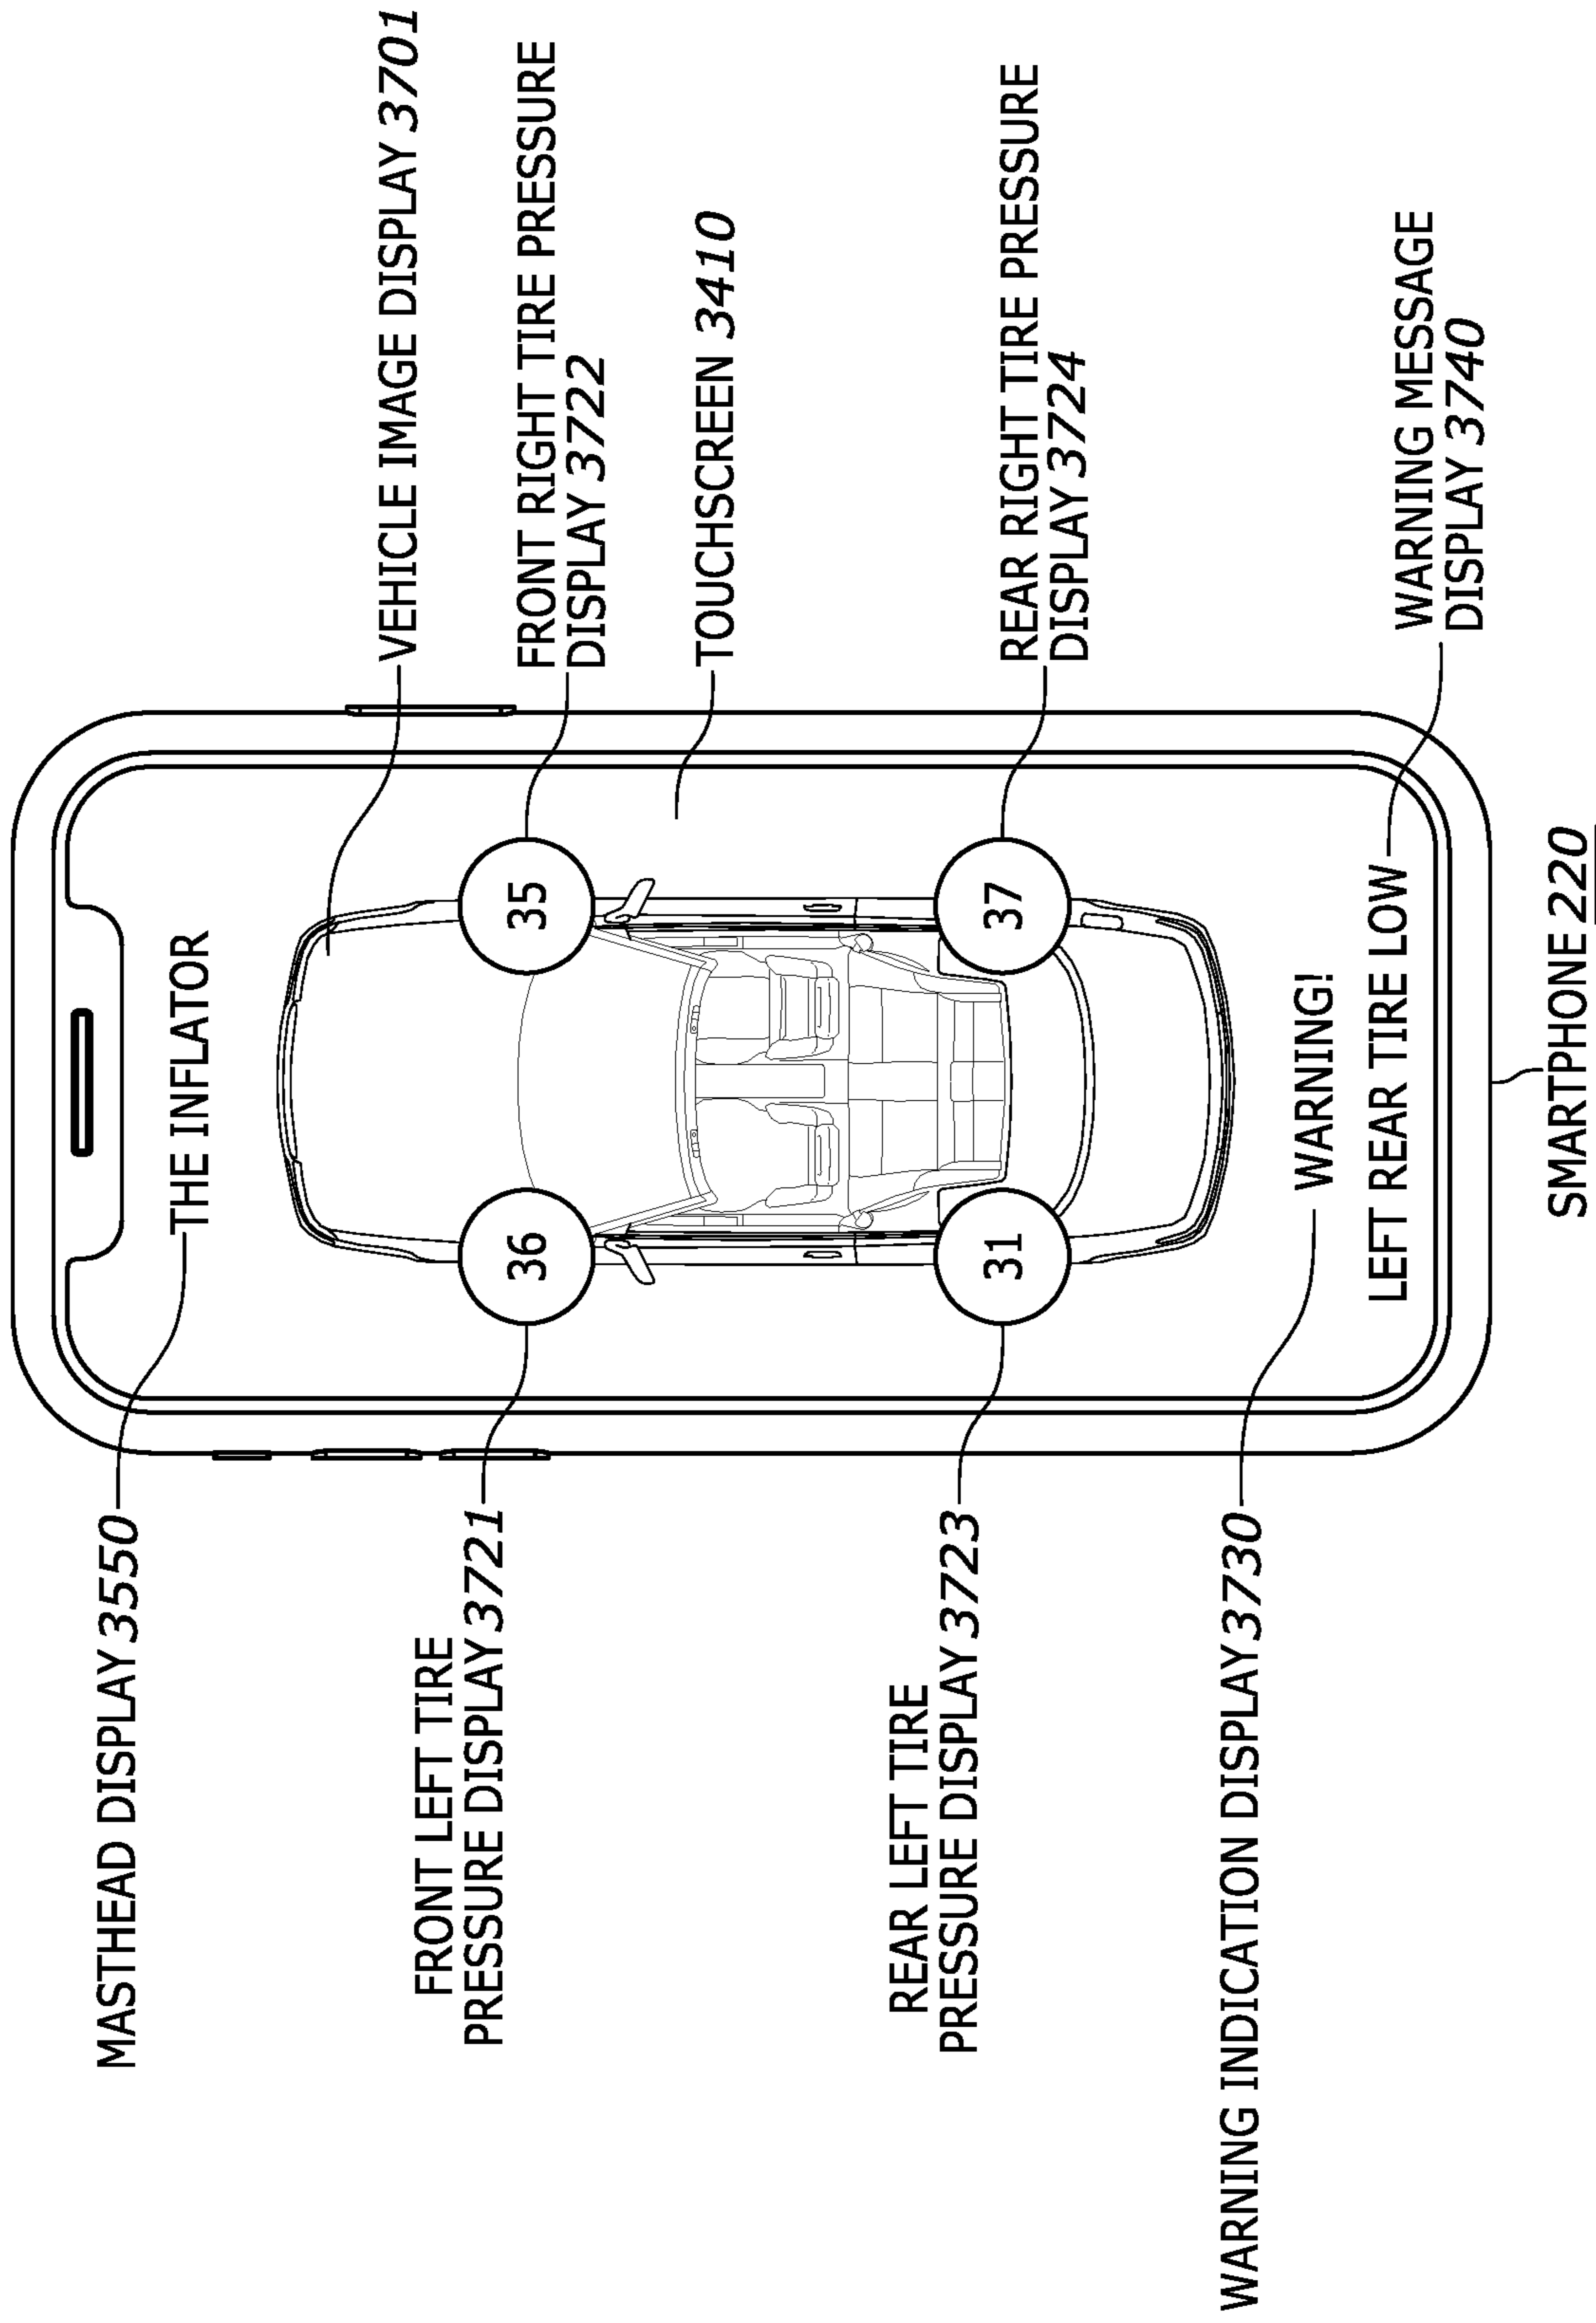 MASTHEAD DISPLAY 3550
THE INFLATOR
VEHICLE IMAGE DISPLAY 3701
FRONT LEFT TIRE
PRESSURE DISPLAY 3721
36
35
FRONT RIGHT TIRE PRESSURE
DISPLAY 3722
TOUCHSCREEN 3410
REAR LEFT TIRE
PRESSURE DISPLAY 3723
31
37
REAR RIGHT TIRE PRESSURE
DISPLAY 3724
WARNING INDICATION DISPLAY 3730
WARNING!
LEFT REAR TIRE LOW
WARNING MESSAGE
DISPLAY 3740
SMARTPHONE 220